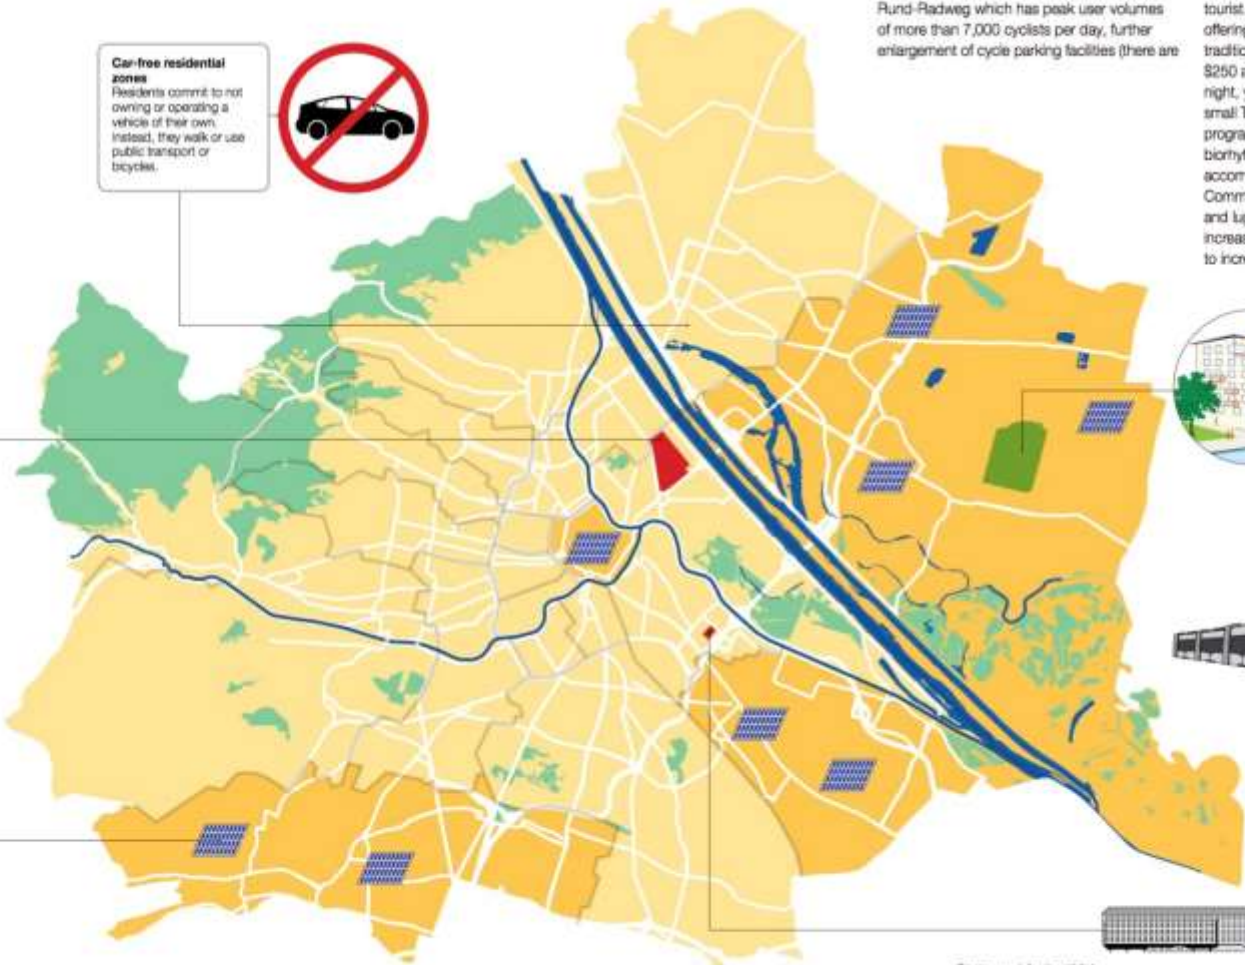 Rund-Radweg which has peak user volumes
of more than 7,000 cyclists per day, further
enlargement of cycle parking facilities (there are
tourist
offering
traditio
$250 a
night, y
small T
progra
biorhyt
accom
Comm
and lu
increas
to incre
Car-free residential
zones
Residents commit to not
owning or operating a
vehicle of their own.
Instead, they walk or use
public transport or
bicycles.